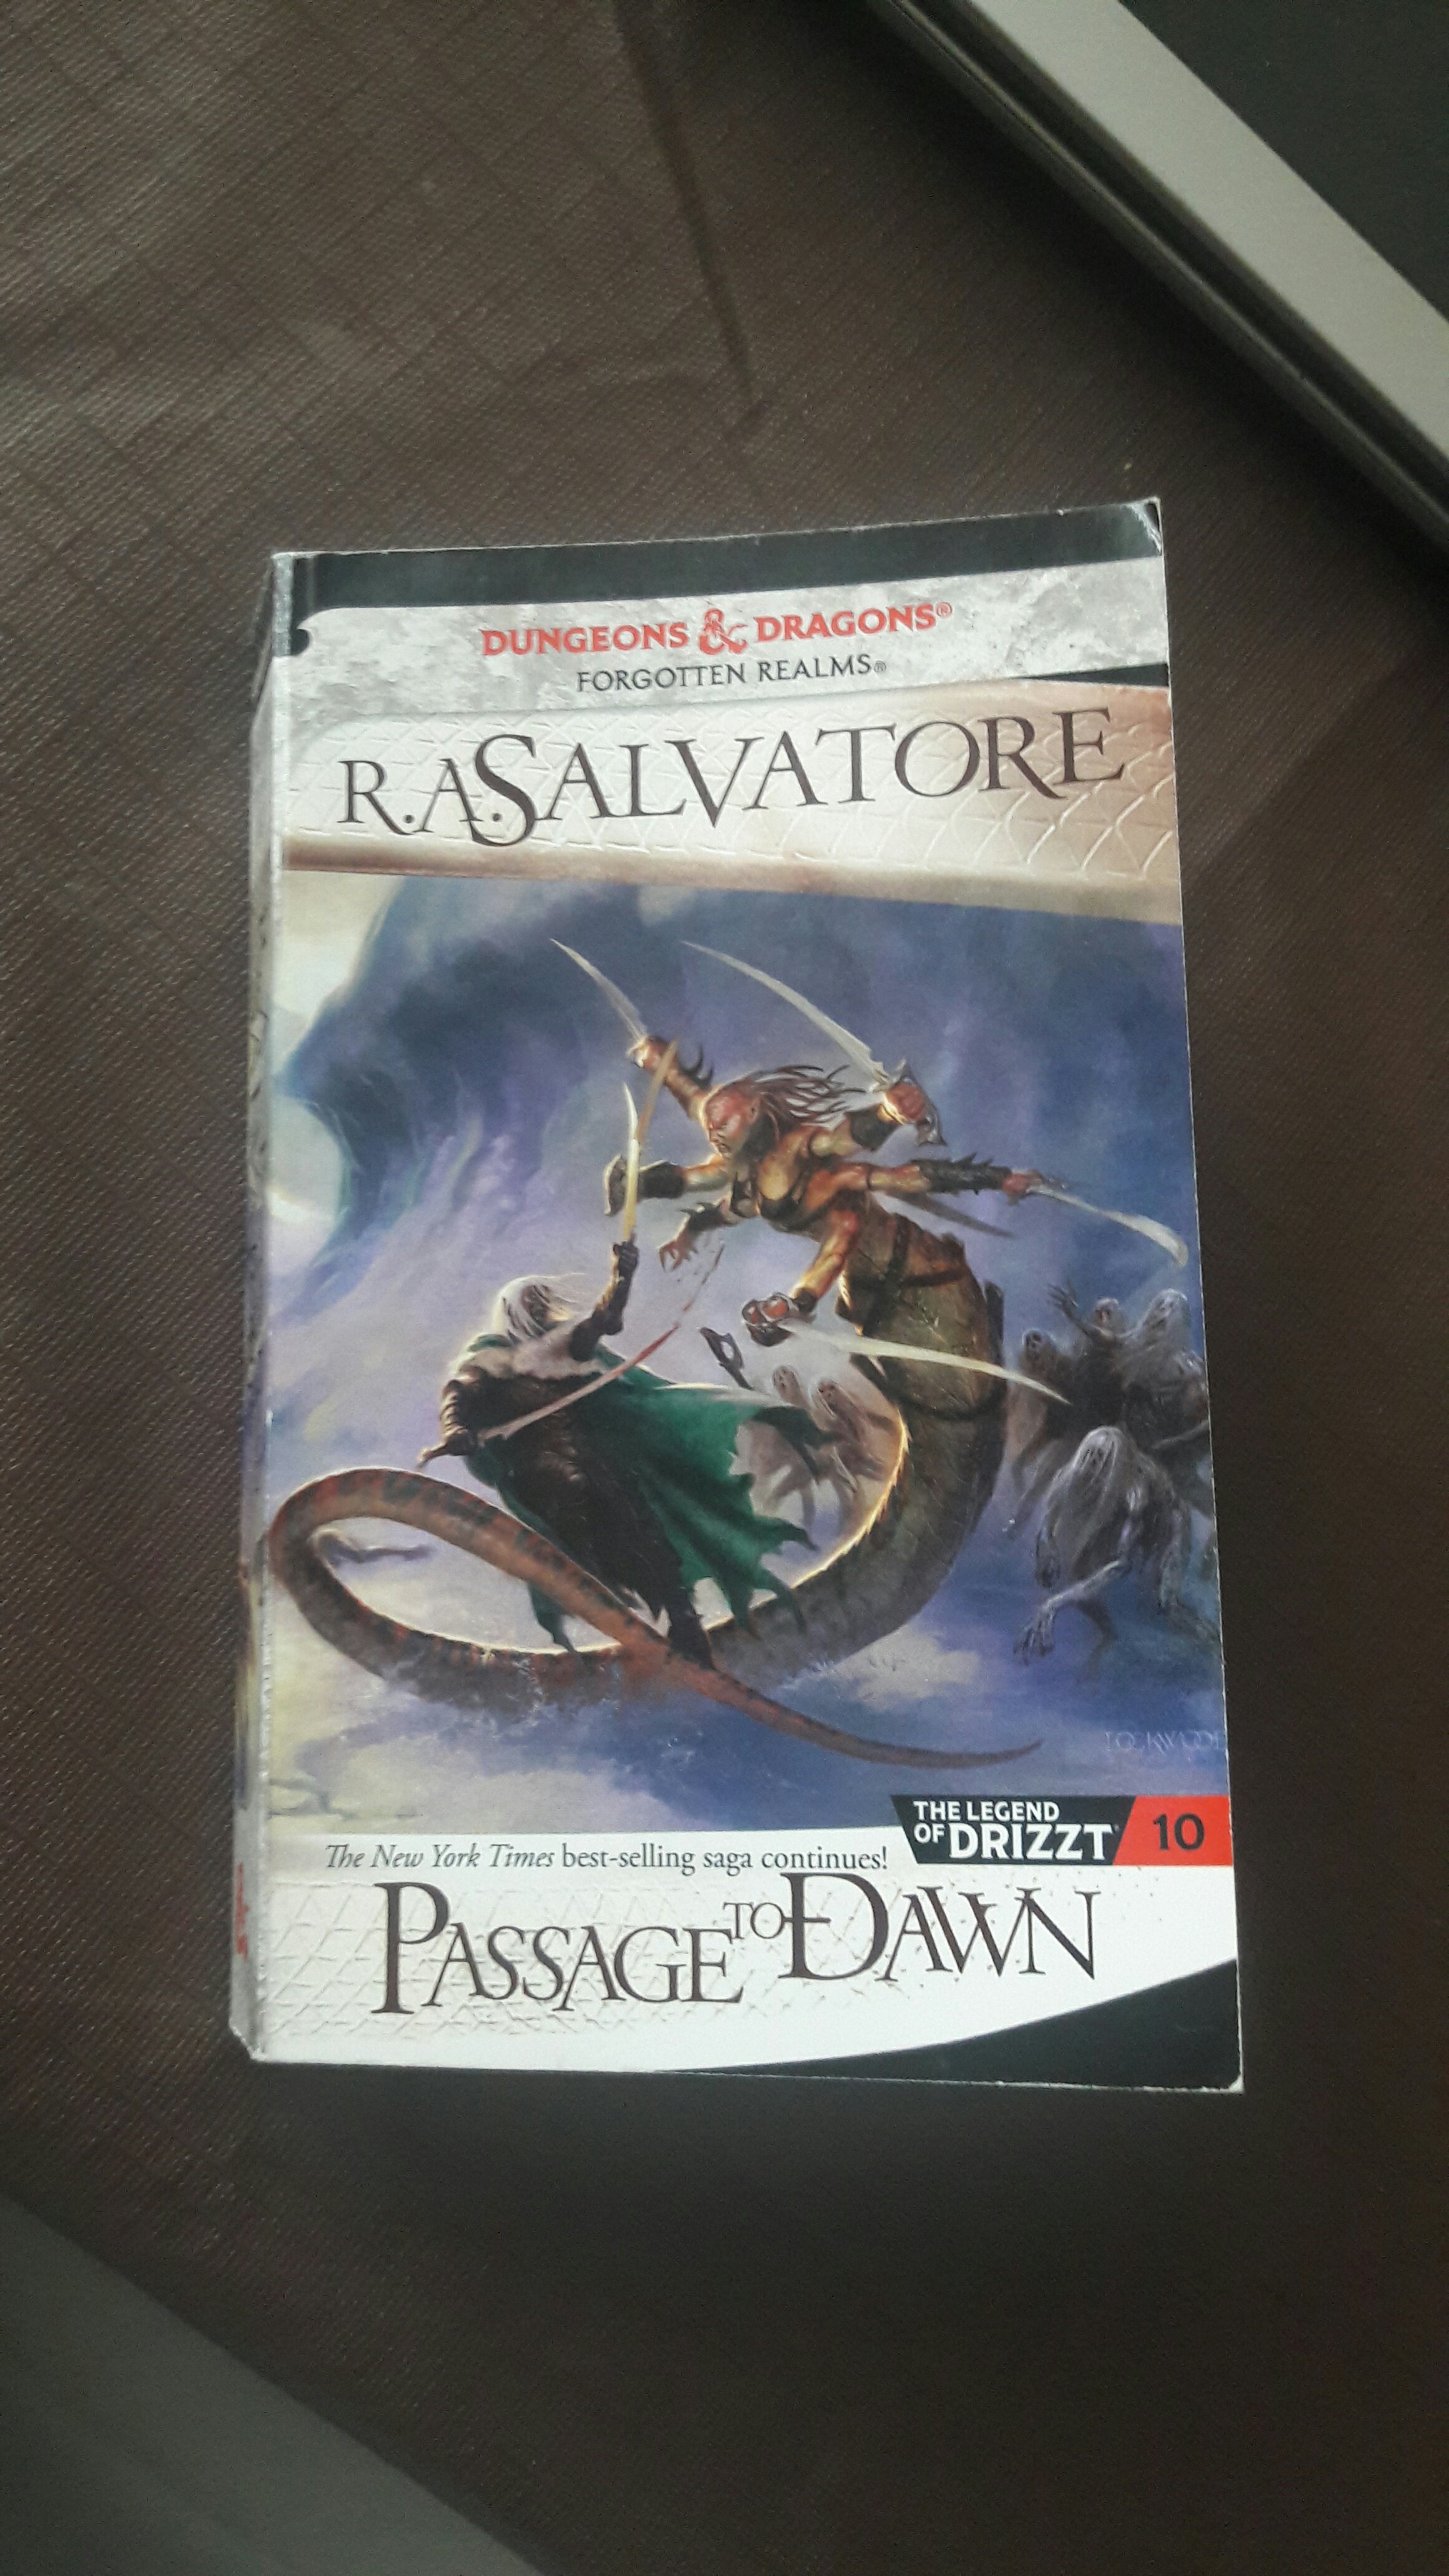 DUNGEONS & DRAGONS®
FORGOTTEN REALMS®
R.A. SALVATORE
LOCKWOOD
THE LEGEND
OF DRIZZT® 10
The New York Times best-selling saga continues!
PASSAGE TO DAWN